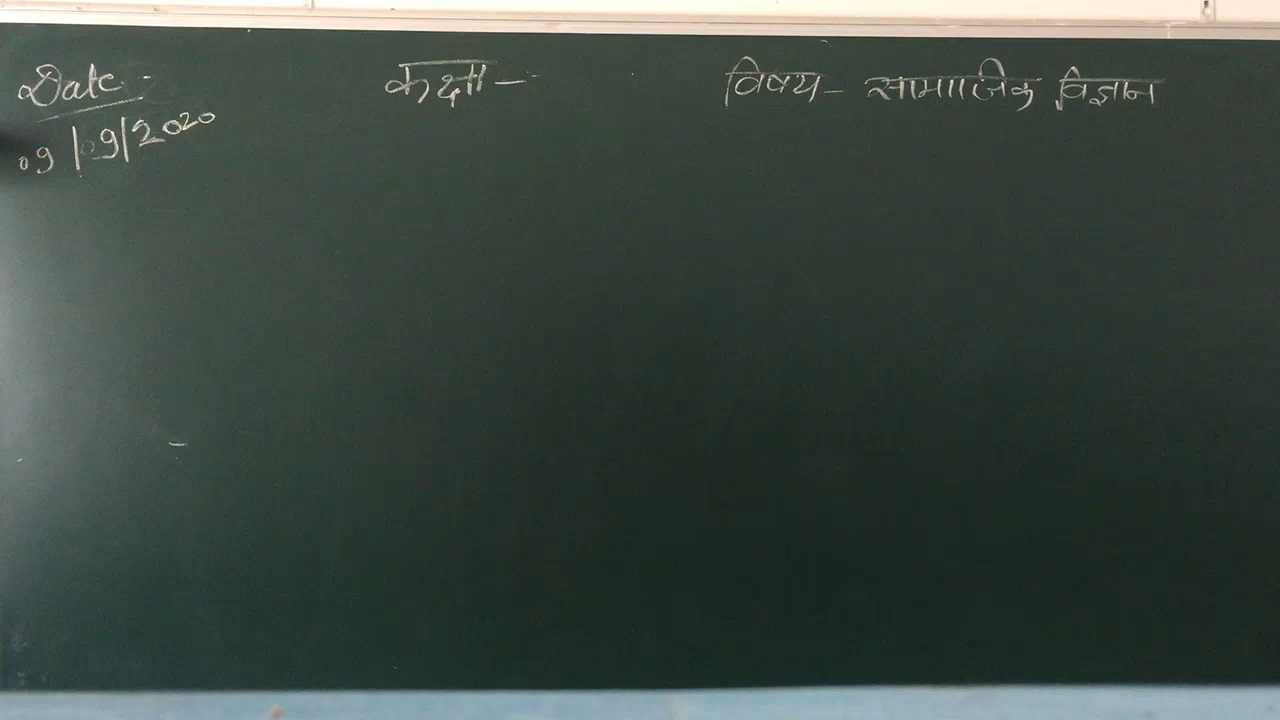 Date :- कक्षा - विषय - सामाजिक विज्ञान
09/09/2020